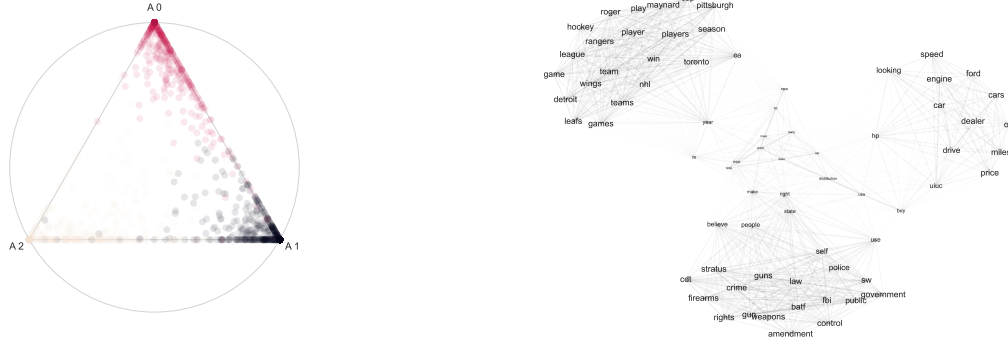 A 0
A 2
A 1
pittsburgh
maynard
play
roger
hockey
player
players
season
rangers
league
win
torento
ea
game
team
wings
nhl
detroit
teams
leafs
games
year
speed
looking
engine
ford
cars
car
dealer
hp
drive
miles
price
uiuc
buy
distribution
make
right
state
believe
people
use
self
stratus
guns
police
cdt
law
sw
crime
firearms
batf
fbi
public
government
rights
gun
weapons
control
amendment